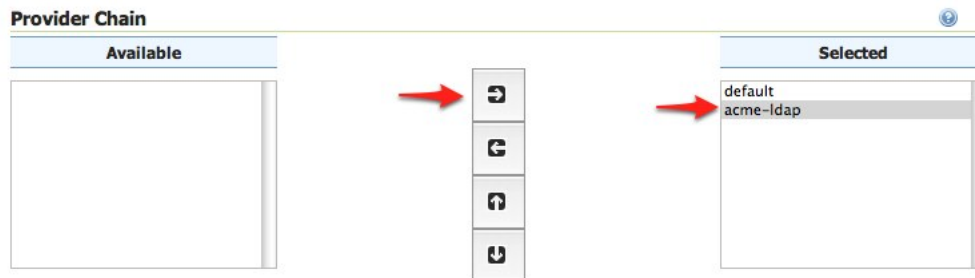 Provider Chain
Available
Selected
default
acme-ldap